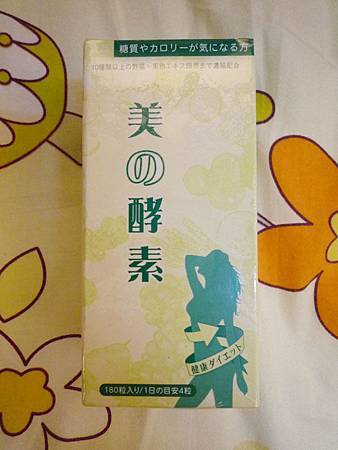 糖質やカロリーが気になる方
美の酵素
健康ダイエット
180粒入り/1日の目安4粒